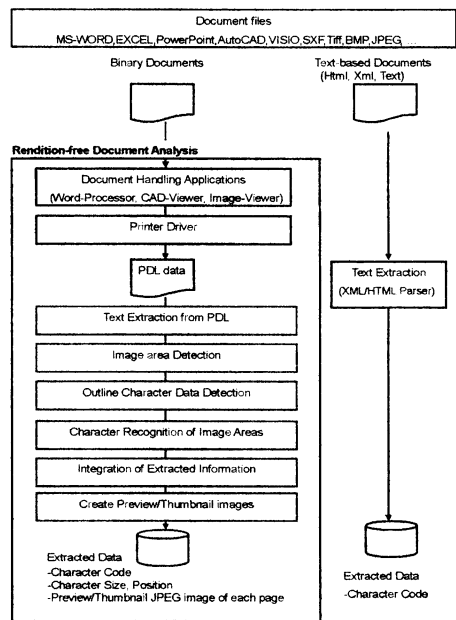 Document files
MS-WORD,EXCEL,PowerPoint,AutoCAD,VISIO,SXF,Tiff,BMP,JPEG, ...
Binary Documents
Text-based Documents
(Html, Xml, Text)
Rendition-free Document Analysis
Document Handling Applications
(Word-Processor, CAD-Viewer, Image-Viewer)
Printer Driver
PDL data
Text Extraction from PDL
Image area Detection
Outline Character Data Detection
Character Recognition of Image Areas
Integration of Extracted Information
Create Preview/Thumbnail images
Extracted Data
-Character Code
-Character Size, Position
-Preview/Thumbnail JPEG image of each page
Text Extraction
(XML/HTML Parser)
Extracted Data
-Character Code